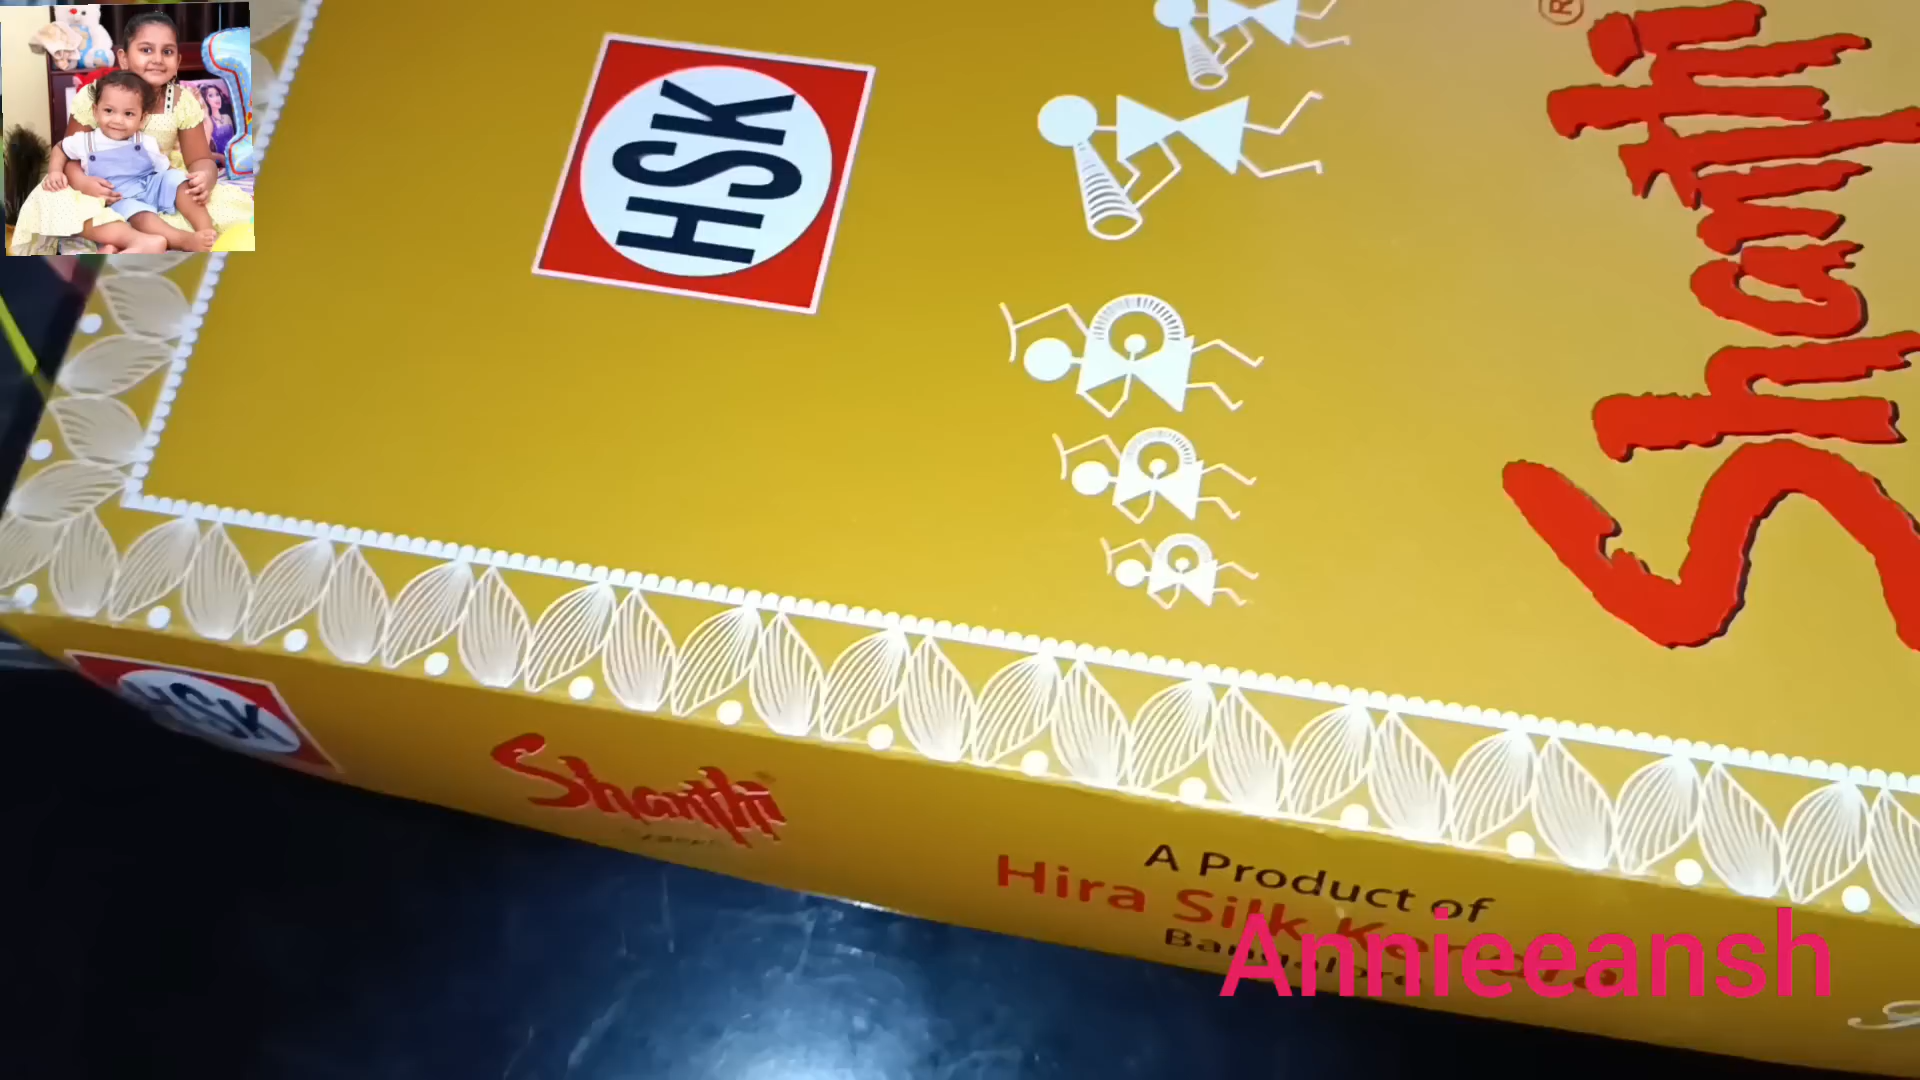 HSK
Shanthi
®
HSK
Shanthi
A Product of
Hira Silk
Annieeansh